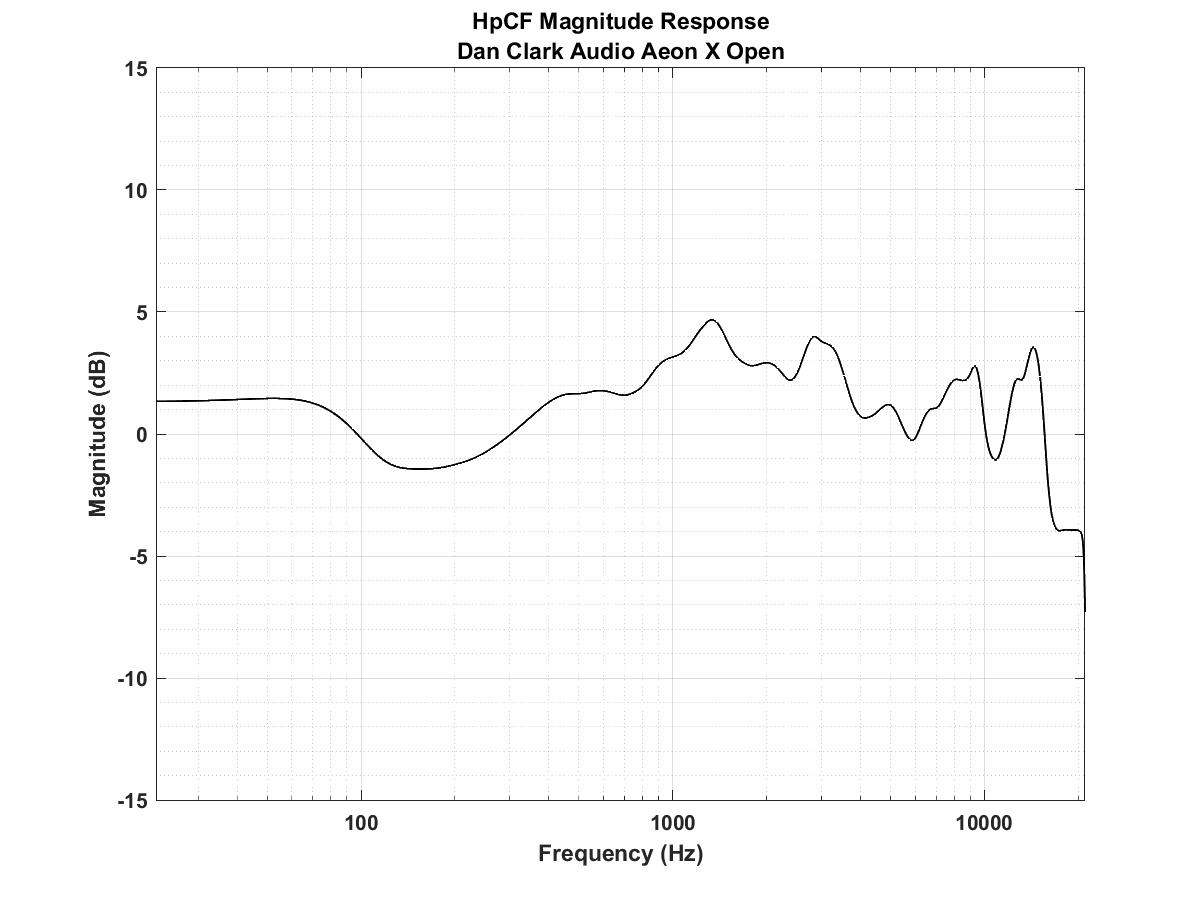 HpCF Magnitude Response
Dan Clark Audio Aeon X Open
15
10
5
0
-5
-10
-15
Magnitude (dB)
100
1000
10000
Frequency (Hz)